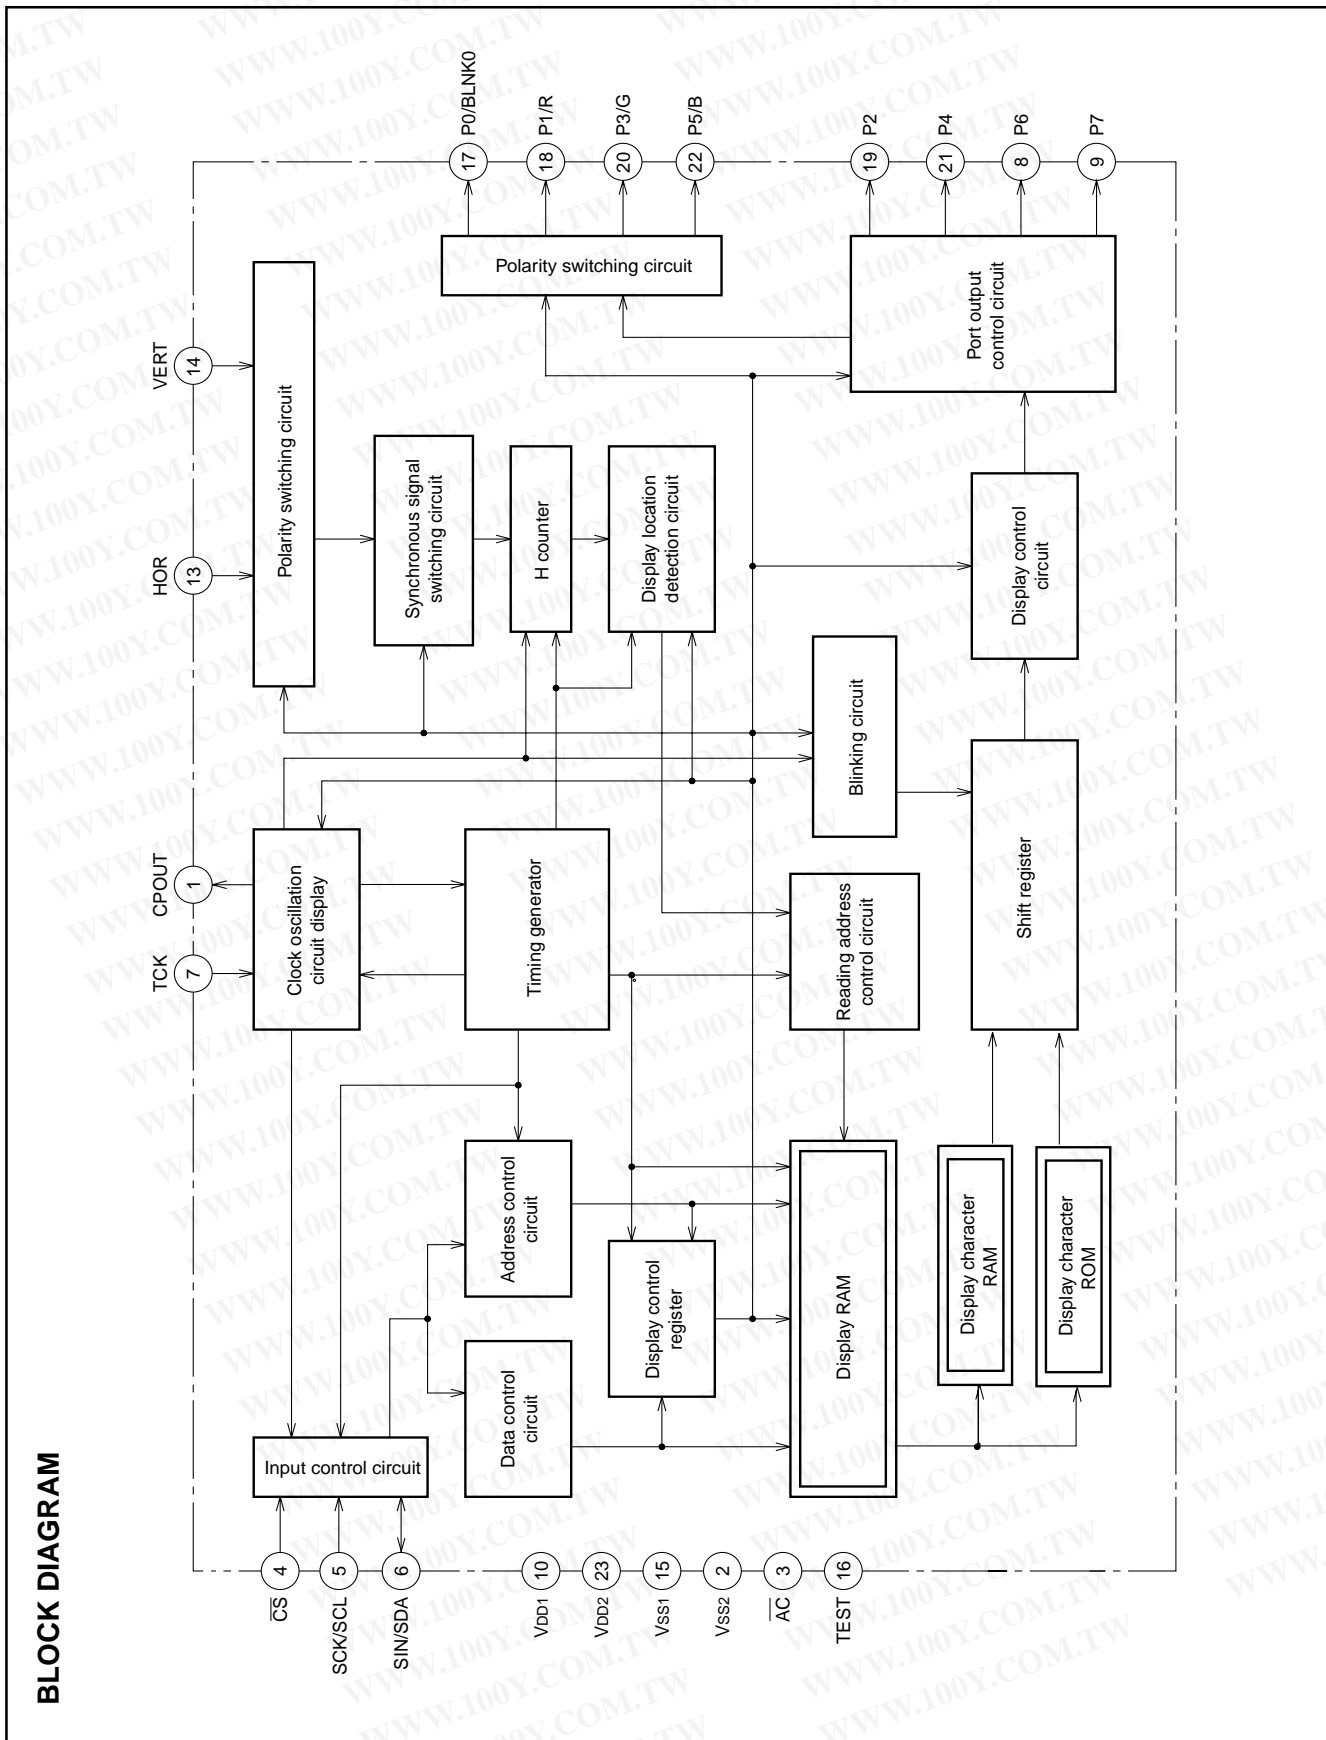 BLOCK DIAGRAM
CS
4
SCK/SCL
5
SIN/SDA
6
VDD1
10
VDD2
23
VSS1
15
VSS2
2
AC
3
TEST
16
TCK
7
CPOUT
1
HOR
13
VERT
14
Input control circuit
Clock oscillation
circuit display
Polarity switching circuit
Data control
circuit
Address control
circuit
Timing generator
Synchronous signal
switching circuit
H counter
Display location
detection circuit
Polarity switching circuit
Display control
register
Display RAM
Reading address
control circuit
Blinking circuit
Display character
RAM
Display character
ROM
Shift register
Display control
circuit
Port output
control circuit
17
P0/BLNK0
18
P1/R
20
P3/G
22
P5/B
19
P2
21
P4
8
P6
9
P7
WWW.100Y.COM.TW